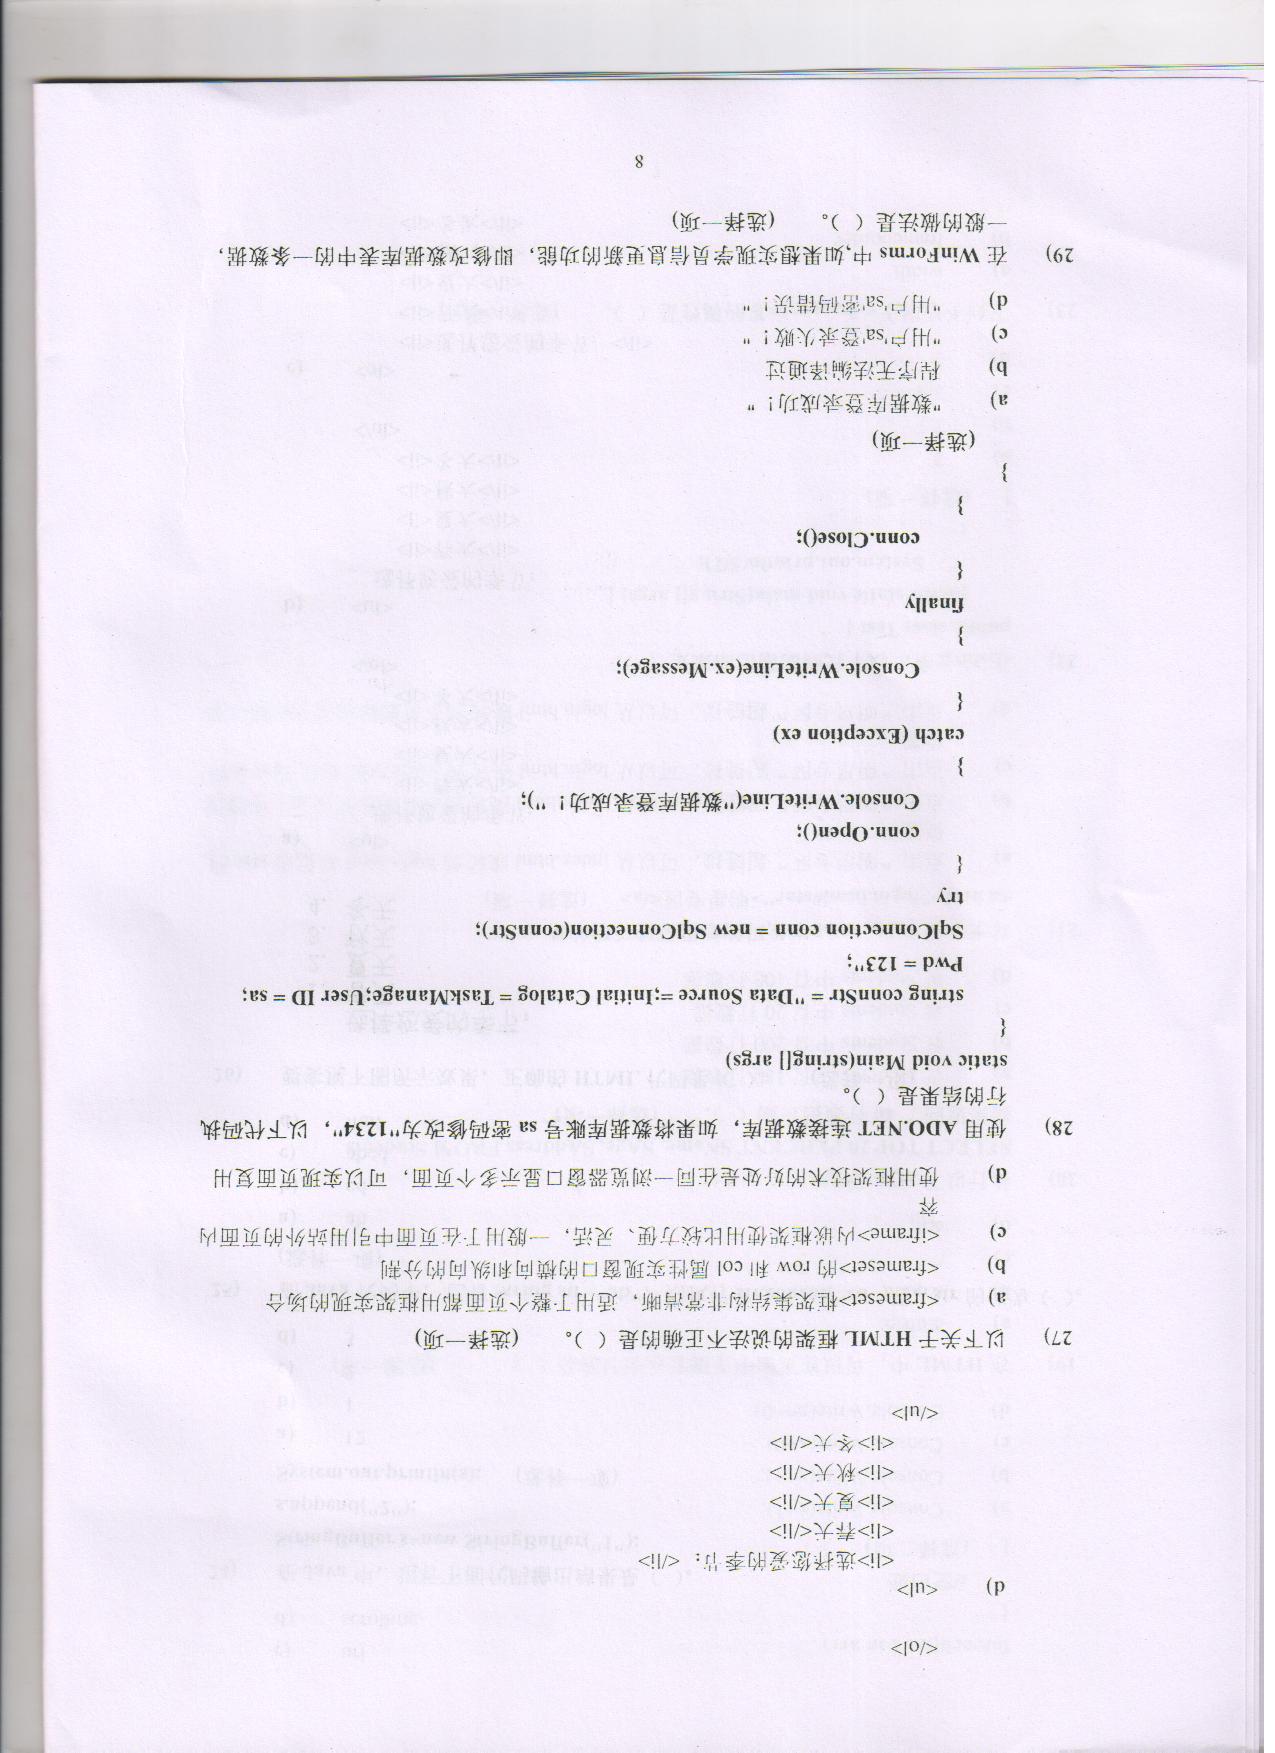 </ol>
d) <ul>
<li>选择您爱的季节：</li>
<li>春天</li>
<li>夏天</li>
<li>秋天</li>
<li>冬天</li>
</ul>
27) 以下关于 HTML 框架的说法不正确的是（ ）。 （选择一项）
a) <frameset>框架集结构非常清晰，适用于整个页面都用框架实现的场合
b) <frameset>的 row 和 col 属性实现窗口的横向和纵向的分割
c) <iframe>内嵌框架使用比较方便、灵活，一般用于在页面中引用站外的页面内
容
d) 使用框架技术的好处是在同一浏览器窗口显示多个页面，可以实现页面复用
28) 使用 ADO.NET 连接数据库，如果将数据库账号 sa 密码修改为"1234"，以下代码执
行的结果是（ ）。
static void Main(string[] args)
{
string connStr = "Data Source =;Initial Catalog = TaskManage;User ID = sa;
Pwd = 123";
SqlConnection conn = new SqlConnection(connStr);
try
{
conn.Open();
Console.WriteLine("数据库登录成功！");
}
catch (Exception ex)
{
Console.WriteLine(ex.Message);
}
finally
{
conn.Close();
}
}
（选择一项）
a) "数据库登录成功！"
b) 程序无法编译通过
c) "用户'sa'登录失败！"
d) "用户'sa'密码错误！"
29) 在 WinForms 中,如果想实现学员信息更新的功能，即修改数据库表中的一条数据，
一般的做法是（ ）。 （选择一项）
8